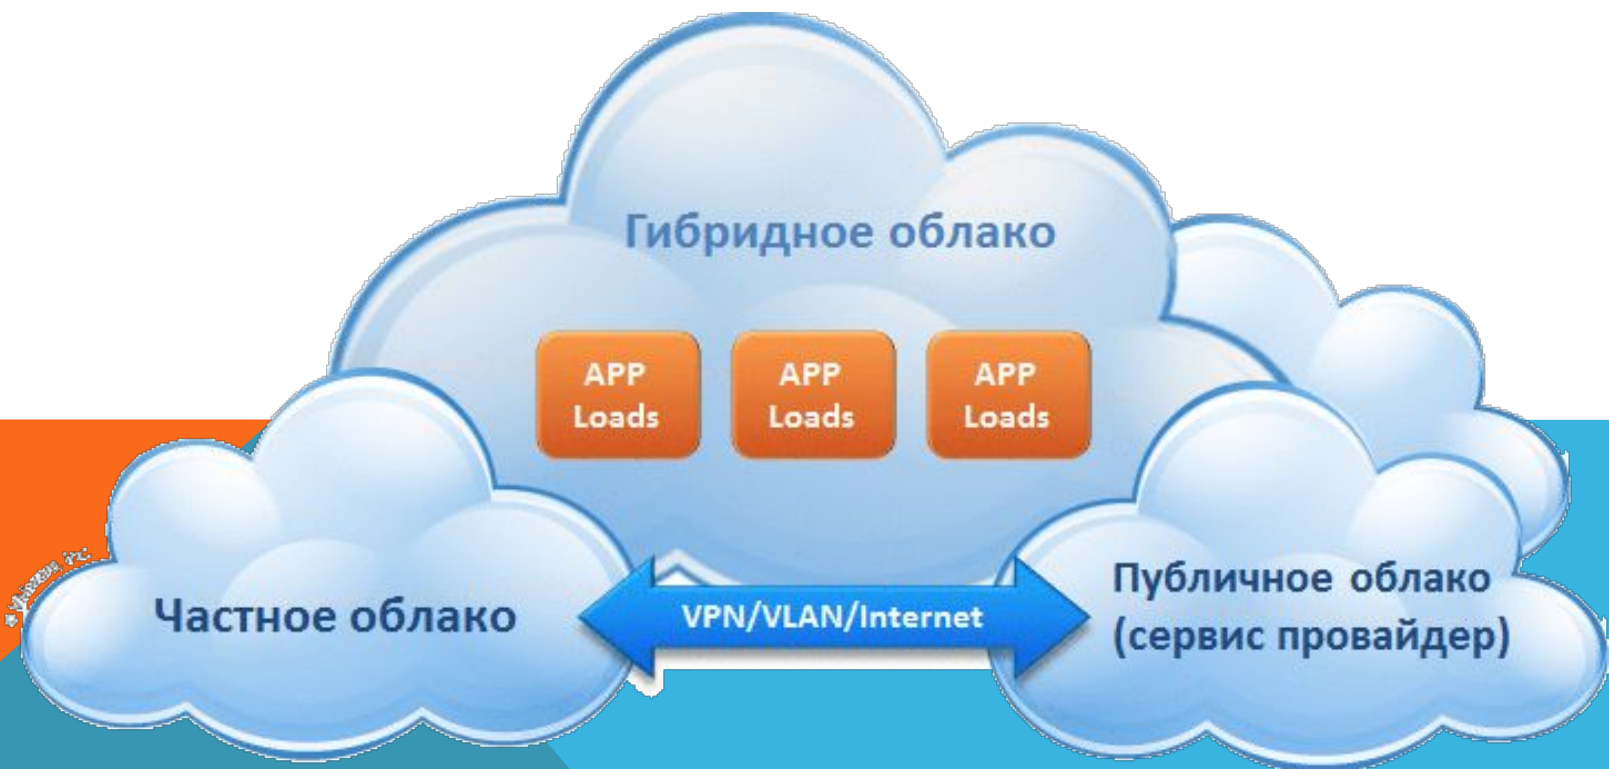 Гибридное облако
APP
Loads
APP
Loads
APP
Loads
Частное облако
VPN/VLAN/Internet
Публичное облако
(сервис провайдер)